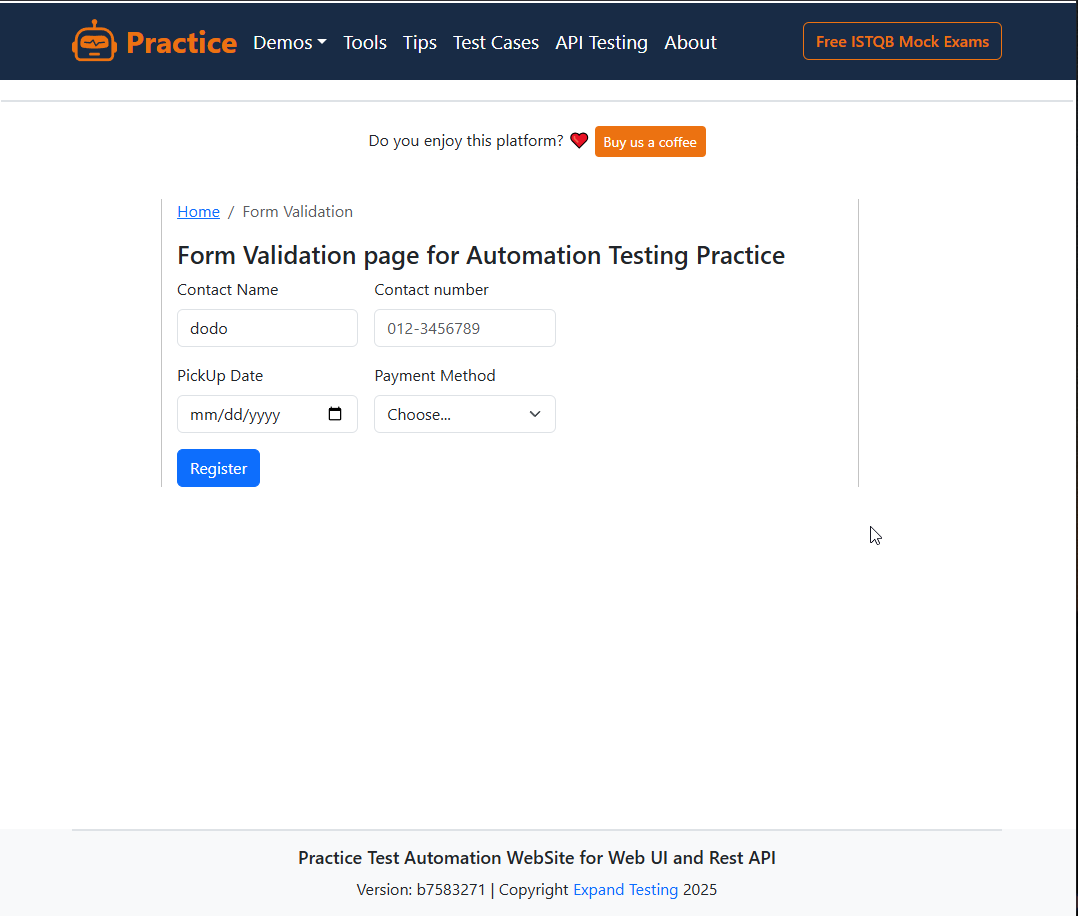 Practice Demos Tools Tips Test Cases API Testing About Free ISTQB Mock Exams
Do you enjoy this platform? Buy us a coffee
Home / Form Validation
Form Validation page for Automation Testing Practice
Contact Name Contact number
dodo 012-3456789
PickUp Date Payment Method
mm/dd/yyyy Choose...
Register
Practice Test Automation WebSite for Web UI and Rest API
Version: b7583271 | Copyright Expand Testing 2025